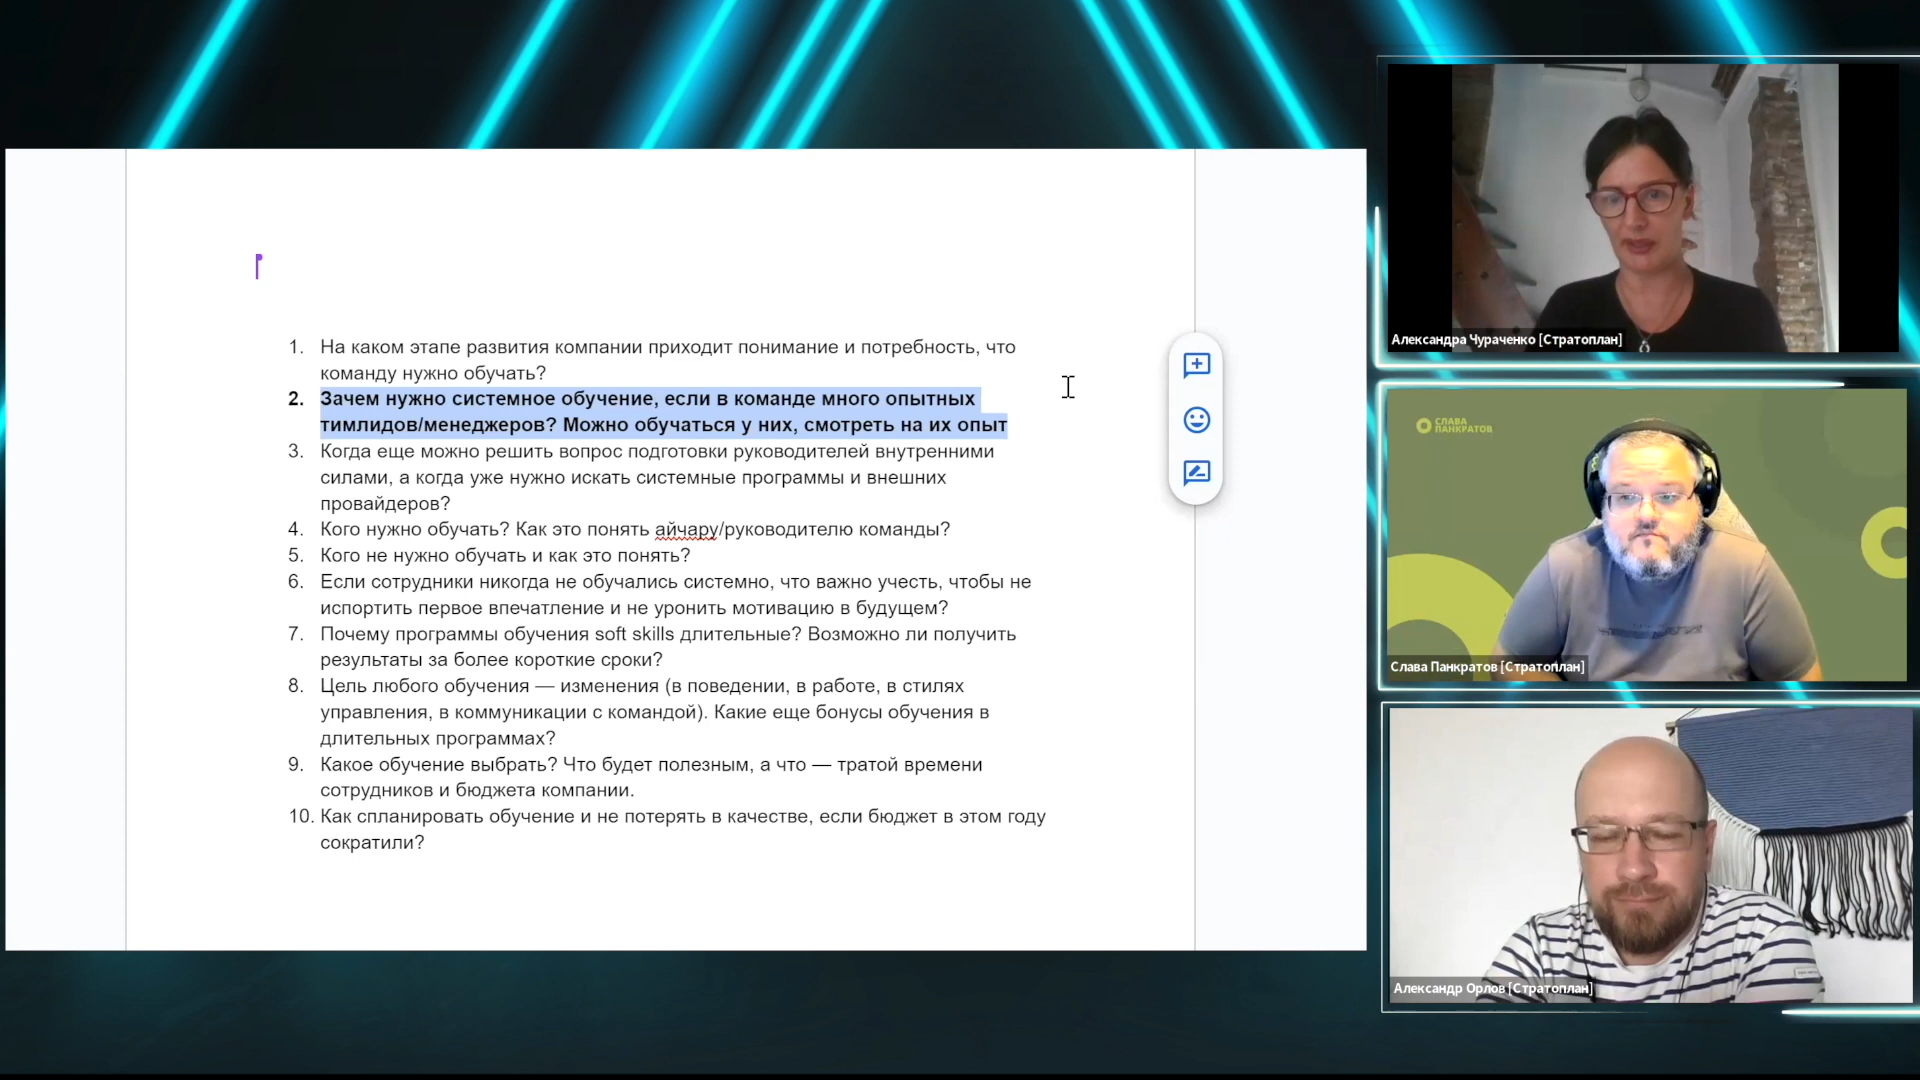 1. На каком этапе развития компании приходит понимание и потребность, что
команду нужно обучать?
2. Зачем нужно системное обучение, если в команде много опытных
тимлидов/менеджеров? Можно обучаться у них, смотреть на их опыт
3. Когда еще можно решить вопрос подготовки руководителей внутренними
силами, а когда уже нужно искать системные программы и внешних
провайдеров?
4. Кого нужно обучать? Как это понять айчару/руководителю команды?
5. Кого не нужно обучать и как это понять?
6. Если сотрудники никогда не обучались системно, что важно учесть, чтобы не
испортить первое впечатление и не уронить мотивацию в будущем?
7. Почему программы обучения soft skills длительные? Возможно ли получить
результаты за более короткие сроки?
8. Цель любого обучения — изменения (в поведении, в работе, в стилях
управления, в коммуникации с командой). Какие еще бонусы обучения в
длительных программах?
9. Какое обучение выбрать? Что будет полезным, а что — тратой времени
сотрудников и бюджета компании.
10. Как спланировать обучение и не потерять в качестве, если бюджет в этом году
сократили?
Александра Чураченко [Стратоплан]
СЛАВА
ПАНКРАТОВ
Слава Панкратов [Стратоплан]
Александр Орлов [Стратоплан]